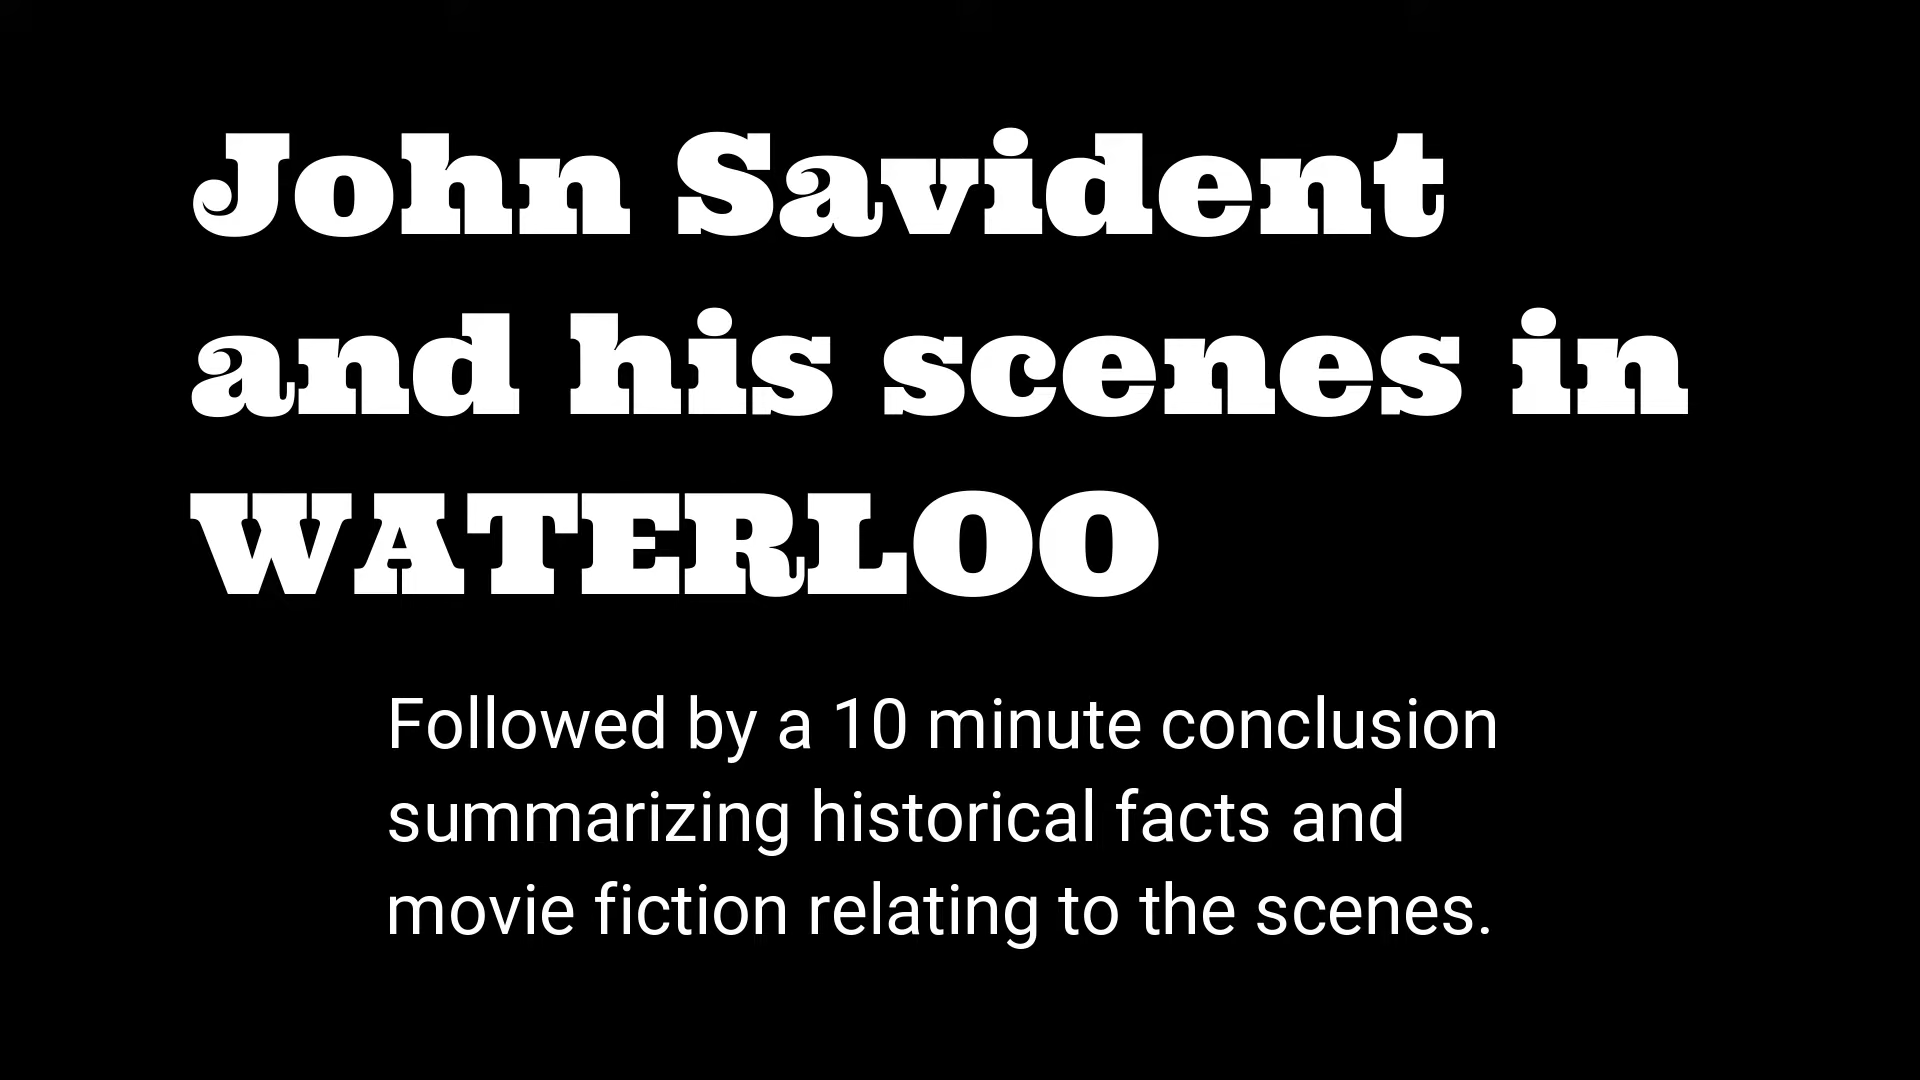 John Savident
and his scenes in
WATERLOO
Followed by a 10 minute conclusion
summarizing historical facts and
movie fiction relating to the scenes.